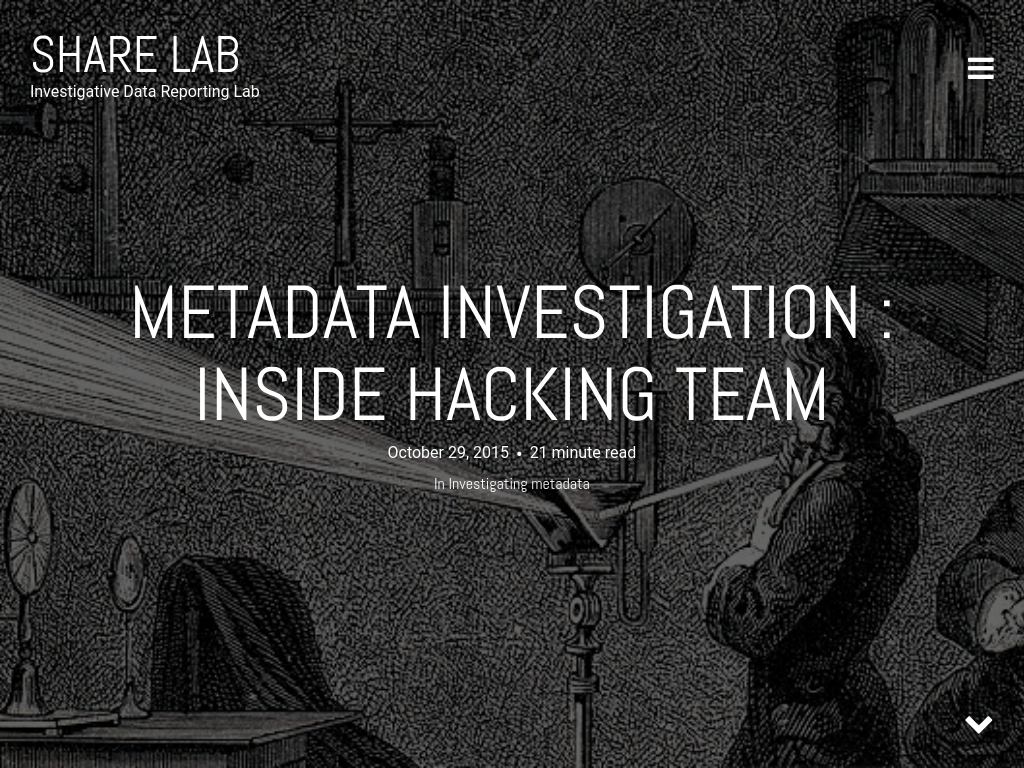 SHARE LAB
Investigative Data Reporting Lab
METADATA INVESTIGATION :
INSIDE HACKING TEAM
October 29, 2015 • 21 minute read
In Investigating metadata